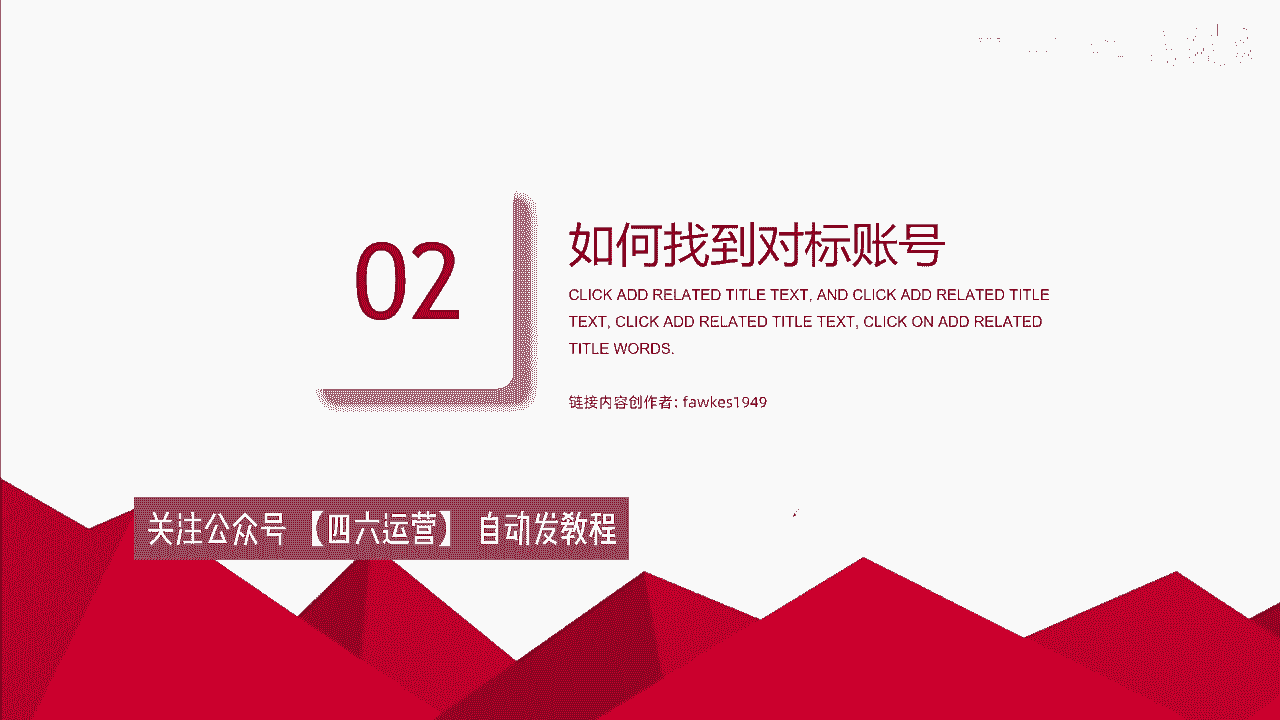 02
如何找到对标账号
CLICK ADD RELATED TITLE TEXT, AND CLICK ADD RELATED TITLE
TEXT, CLICK ADD RELATED TITLE TEXT, CLICK ON ADD RELATED
TITLE WORDS.
链接内容创作者: fawkes1949
关注公众号【四六运营】自动发教程